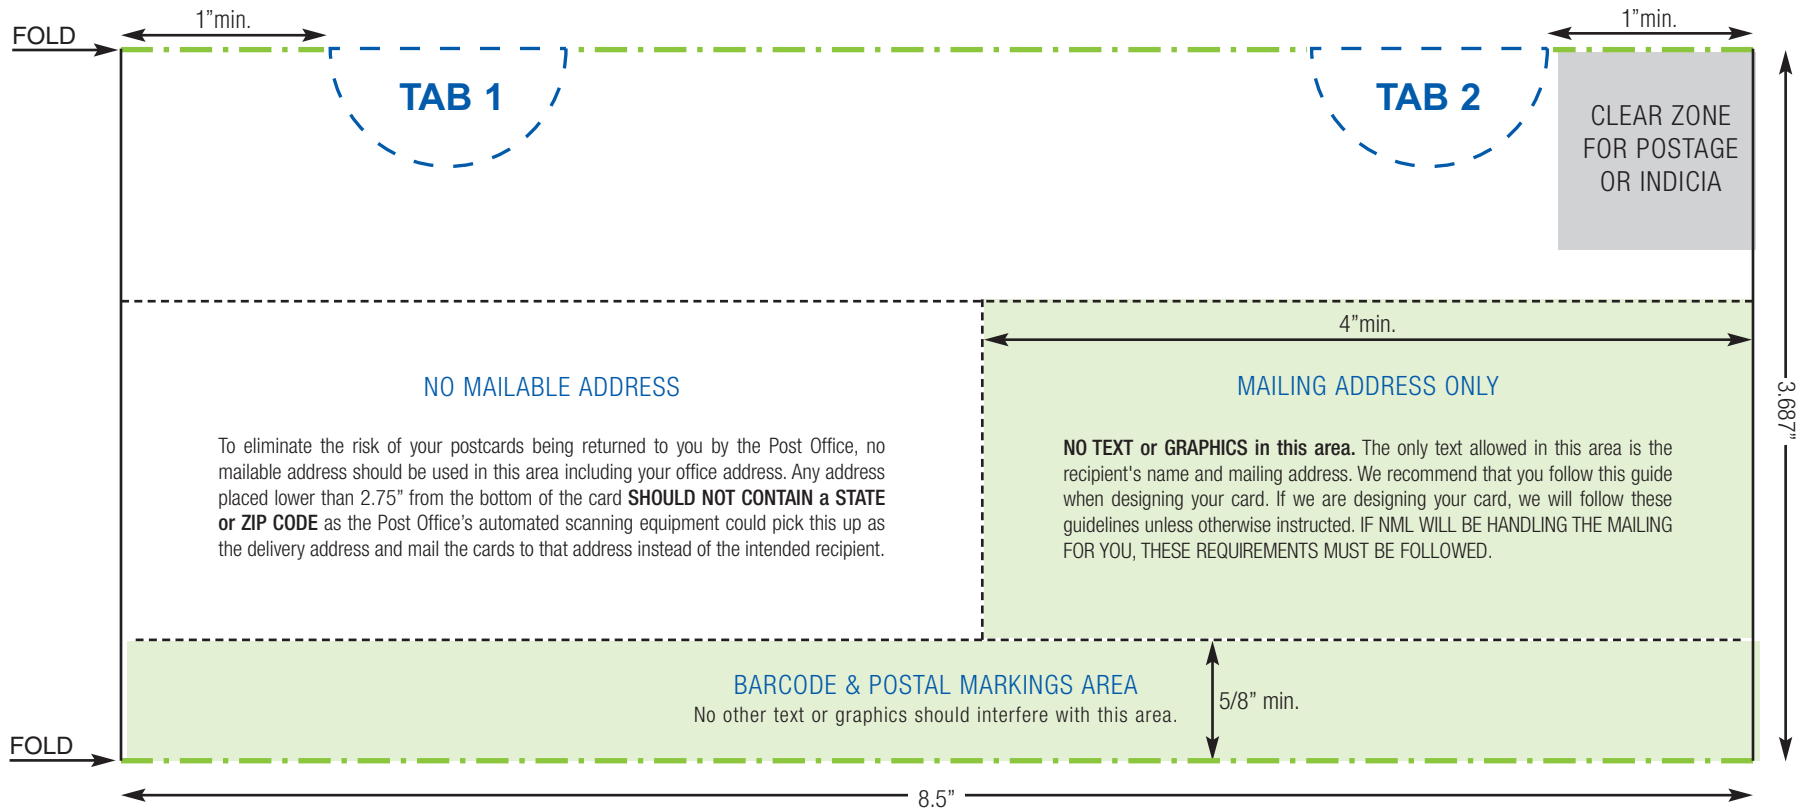 1”min.
1”min.
FOLD
TAB 1
TAB 2
CLEAR ZONE
FOR POSTAGE
OR INDICIA
4”min.
NO MAILABLE ADDRESS
MAILING ADDRESS ONLY
3.687”
To eliminate the risk of your postcards being returned to you by the Post Office, no
mailable address should be used in this area including your office address. Any address
placed lower than 2.75” from the bottom of the card SHOULD NOT CONTAIN a STATE
or ZIP CODE as the Post Office’s automated scanning equipment could pick this up as
the delivery address and mail the cards to that address instead of the intended recipient.
NO TEXT or GRAPHICS in this area. The only text allowed in this area is the
recipient's name and mailing address. We recommend that you follow this guide
when designing your card. If we are designing your card, we will follow these
guidelines unless otherwise instructed. IF NML WILL BE HANDLING THE MAILING
FOR YOU, THESE REQUIREMENTS MUST BE FOLLOWED.
BARCODE & POSTAL MARKINGS AREA
No other text or graphics should interfere with this area.
5/8” min.
FOLD
8.5”